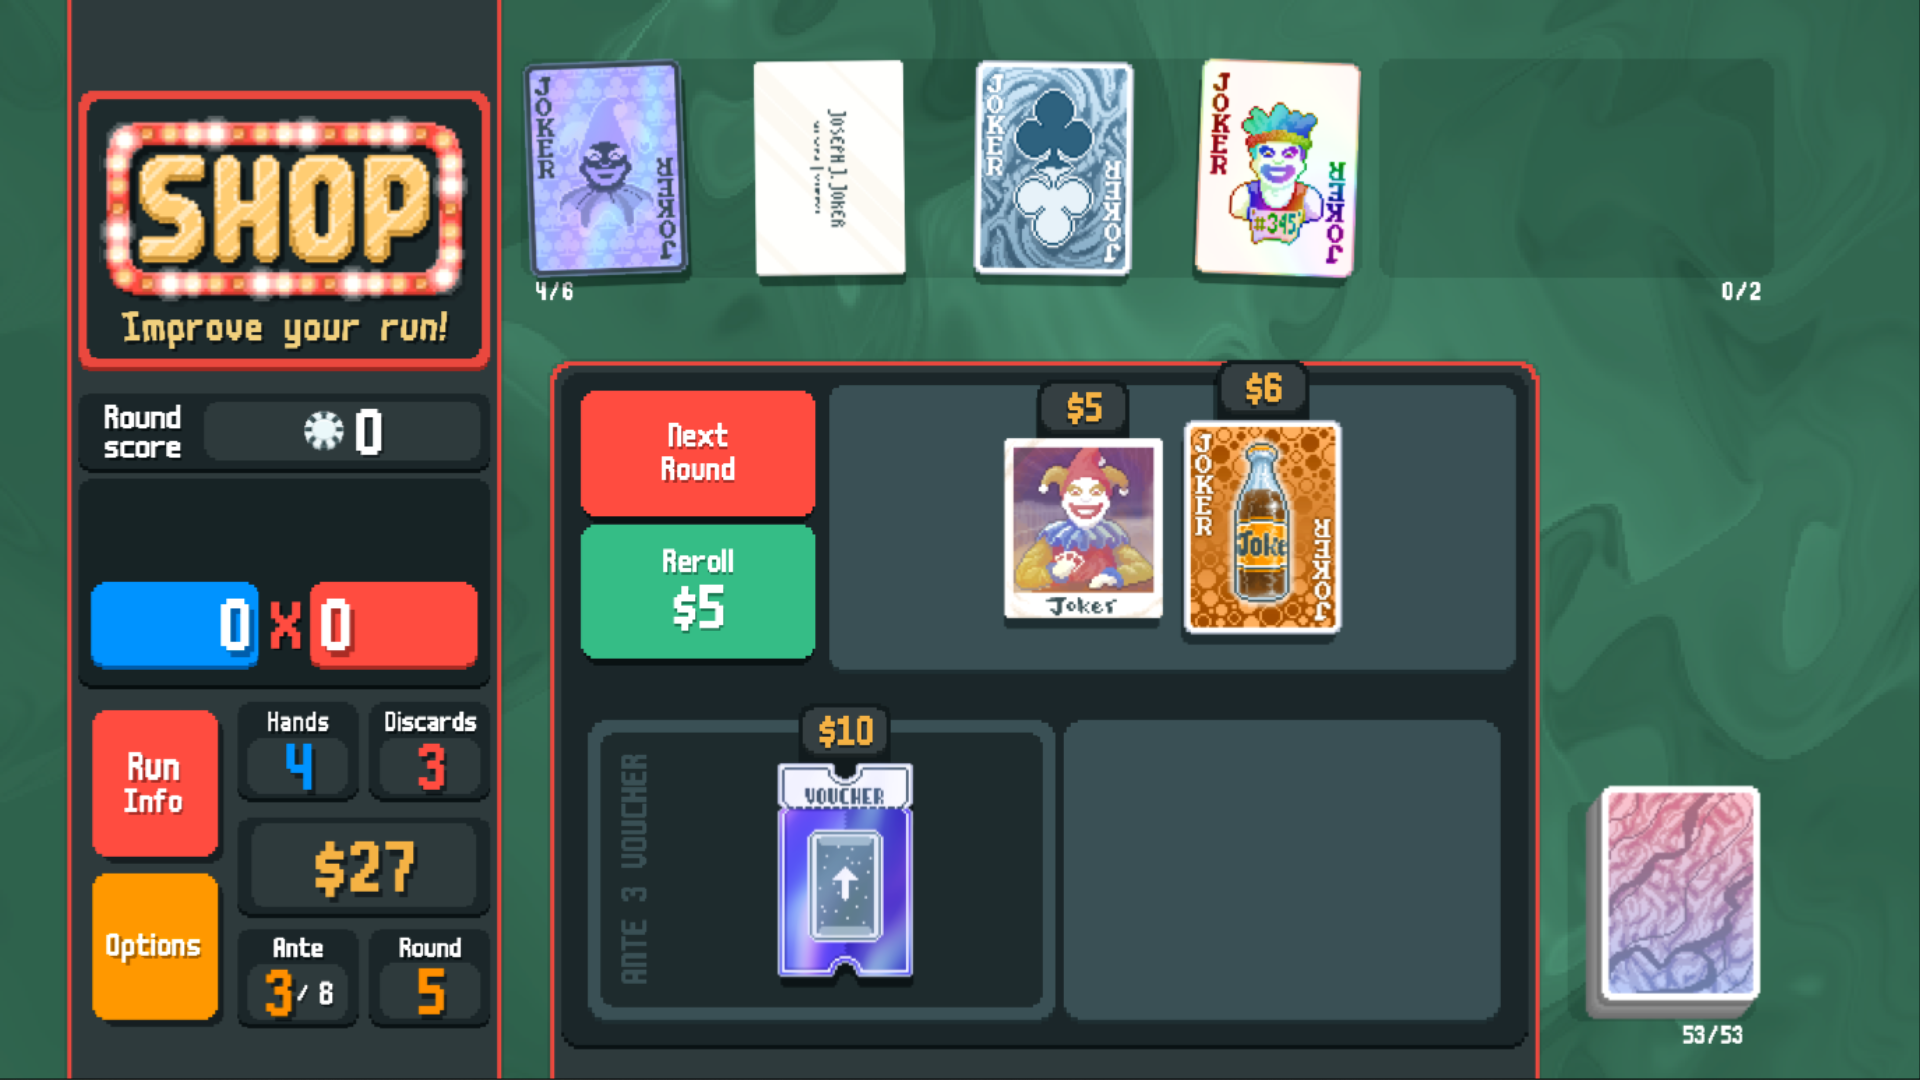 SHOP
Improve your run!
Round
score
0
0 X 0
Run
Info
Hands
4
Discards
3
$27
Options
Ante
3 / 8
Round
5
JOKER
JOKER
JOSEPH J. JOKER
JOKER
JOKER
JOKER
#345
JOKER
4/6
0/2
Next
Round
Reroll
$5
$5
Joker
$6
JOKER
Joke
JOKER
ANTE 3 VOUCHER
$10
VOUCHER
53/53